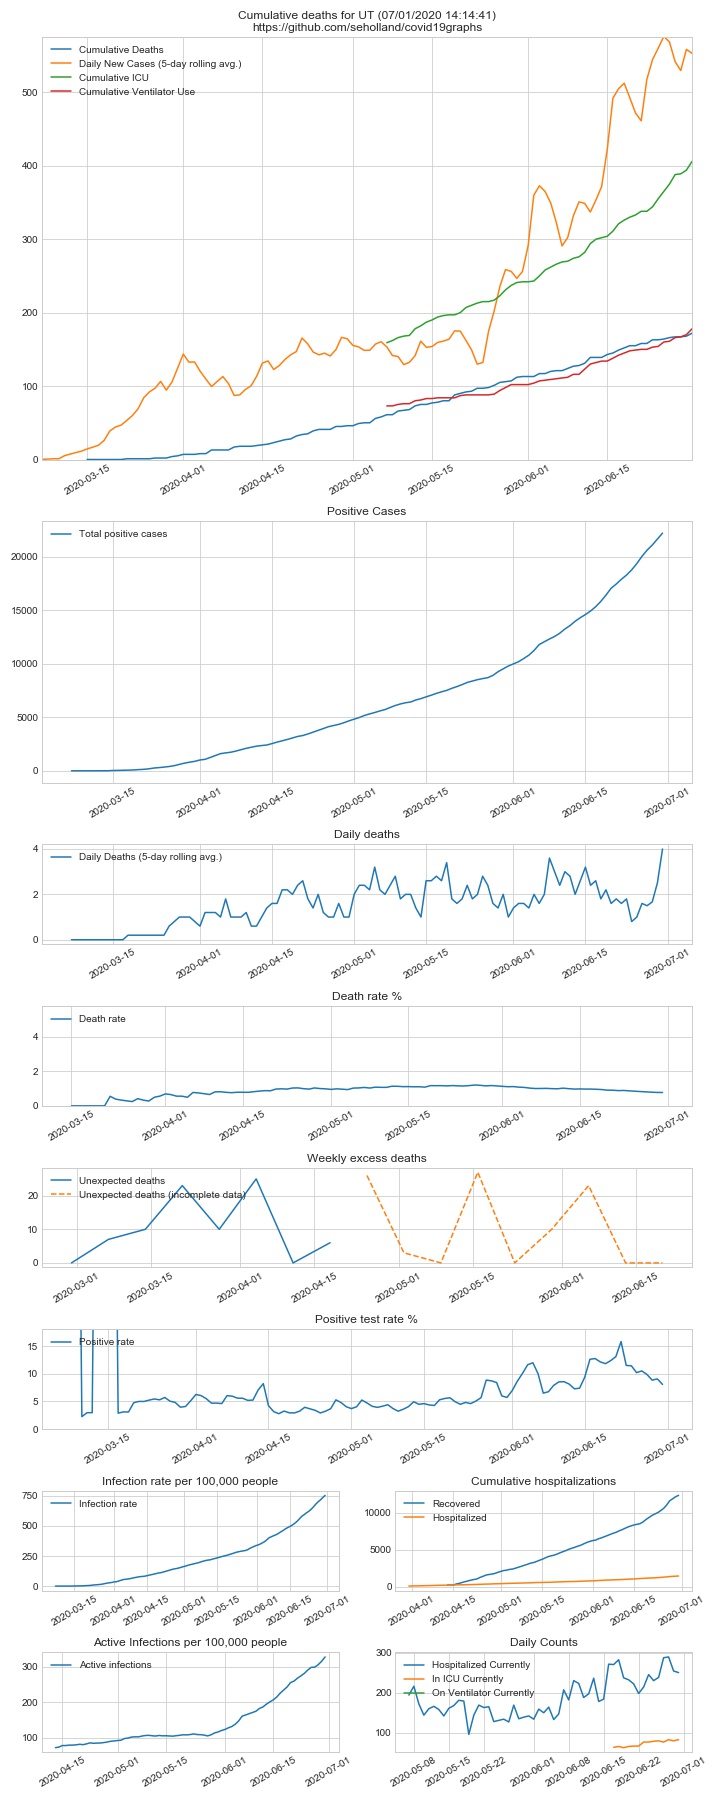 Cumulative deaths for UT (07/01/2020 14:14:41)
https://github.com/seholland/covid19graphs
Cumulative Deaths
Daily New Cases (5-day rolling avg.)
Cumulative ICU
Cumulative Ventilator Use
500
400
300
200
100
0
2020-03-15 2020-04-01 2020-04-15 2020-05-01 2020-05-15 2020-06-01 2020-06-15
Positive Cases
Total positive cases
20000
15000
10000
5000
0
2020-03-15 2020-04-01 2020-04-15 2020-05-01 2020-05-15 2020-06-01 2020-06-15 2020-07-01
Daily deaths
Daily Deaths (5-day rolling avg.)
4
2
0
2020-03-15 2020-04-01 2020-04-15 2020-05-01 2020-05-15 2020-06-01 2020-06-15 2020-07-01
Death rate %
Death rate
4
2
0
2020-03-15 2020-04-01 2020-04-15 2020-05-01 2020-05-15 2020-06-01 2020-06-15 2020-07-01
Weekly excess deaths
Unexpected deaths
Unexpected deaths (incomplete data)
20
10
0
2020-03-01 2020-03-15 2020-04-01 2020-04-15 2020-05-01 2020-05-15 2020-06-01 2020-06-15
Positive test rate %
Positive rate
15
10
5
0
2020-03-15 2020-04-01 2020-04-15 2020-05-01 2020-05-15 2020-06-01 2020-06-15 2020-07-01
Infection rate per 100,000 people
Infection rate
750
500
250
0
2020-03-15 2020-04-01 2020-04-15 2020-05-01 2020-05-15 2020-06-01 2020-06-15 2020-07-01
Cumulative hospitalizations
Recovered
Hospitalized
10000
5000
0
2020-04-01 2020-04-15 2020-05-01 2020-05-15 2020-06-01 2020-06-15 2020-07-01
Active Infections per 100,000 people
Active infections
300
200
100
2020-04-15 2020-05-01 2020-05-15 2020-06-01 2020-06-15 2020-07-01
Daily Counts
Hospitalized Currently
In ICU Currently
On Ventilator Currently
300
200
100
2020-05-08 2020-05-15 2020-05-22 2020-06-01 2020-06-08 2020-06-15 2020-06-22 2020-07-01